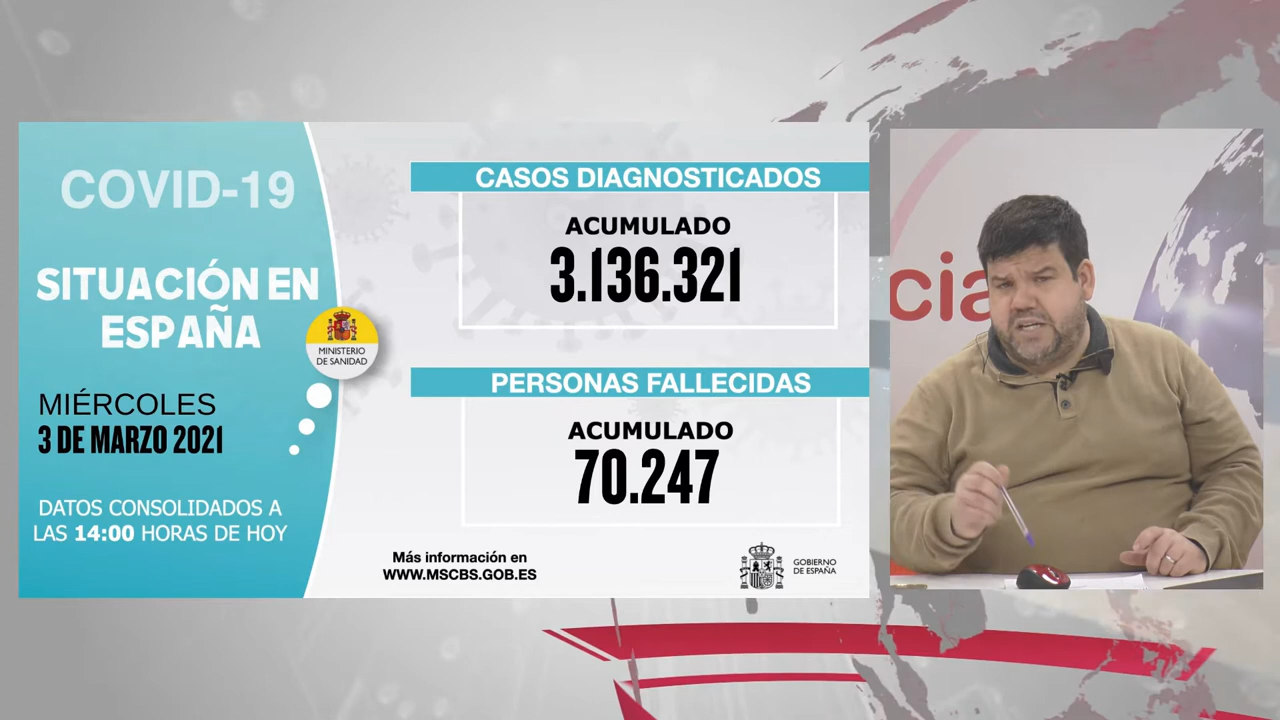 COVID-19
SITUACIÓN EN
ESPAÑA
MINISTERIO
DE SANIDAD
MIÉRCOLES
3 DE MARZO 2021
DATOS CONSOLIDADOS A
LAS 14:00 HORAS DE HOY
CASOS DIAGNOSTICADOS
ACUMULADO
3.136.321
PERSONAS FALLECIDAS
ACUMULADO
70.247
Más información en
WWW.MSCBS.GOB.ES
GOBIERNO
DE ESPAÑA
cia